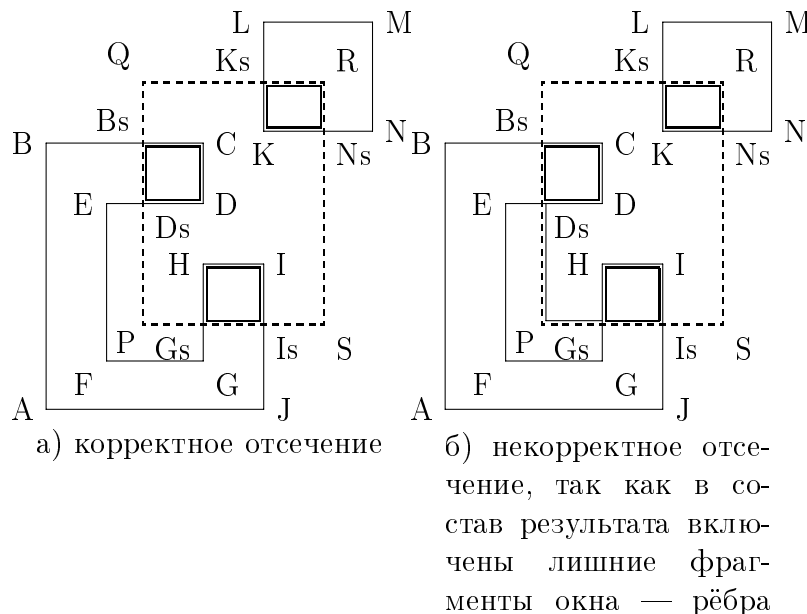 L M L M
Q Ks R Q Ks R
Bs Bs
B C K Ns N B C K Ns N
E D E D
Ds Ds
H I H I
P Gs Is S P Gs Is S
F G F G
A J A J
а) корректное отсечение
б) некорректное отсе-
чение, так как в со-
став результата вклю-
чены лишние фраг-
менты окна — рёбра